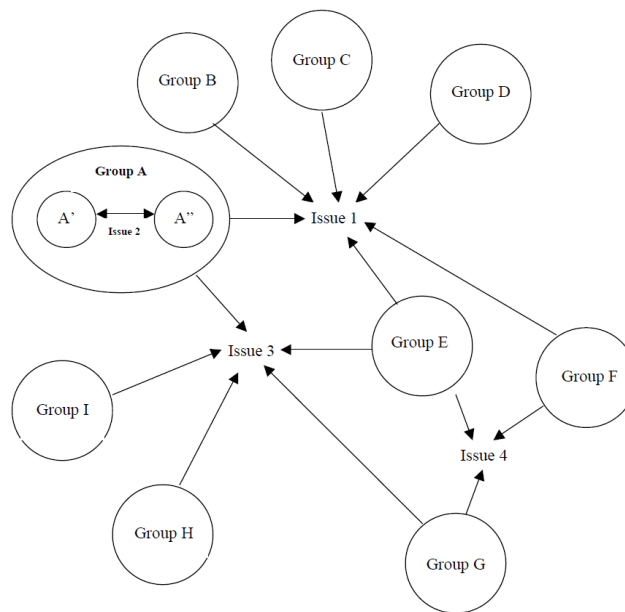 Group C
Group B
Group D
Group A
A’
A”
Issue 2
Issue 1
Group E
Issue 3
Group F
Group I
Issue 4
Group H
Group G